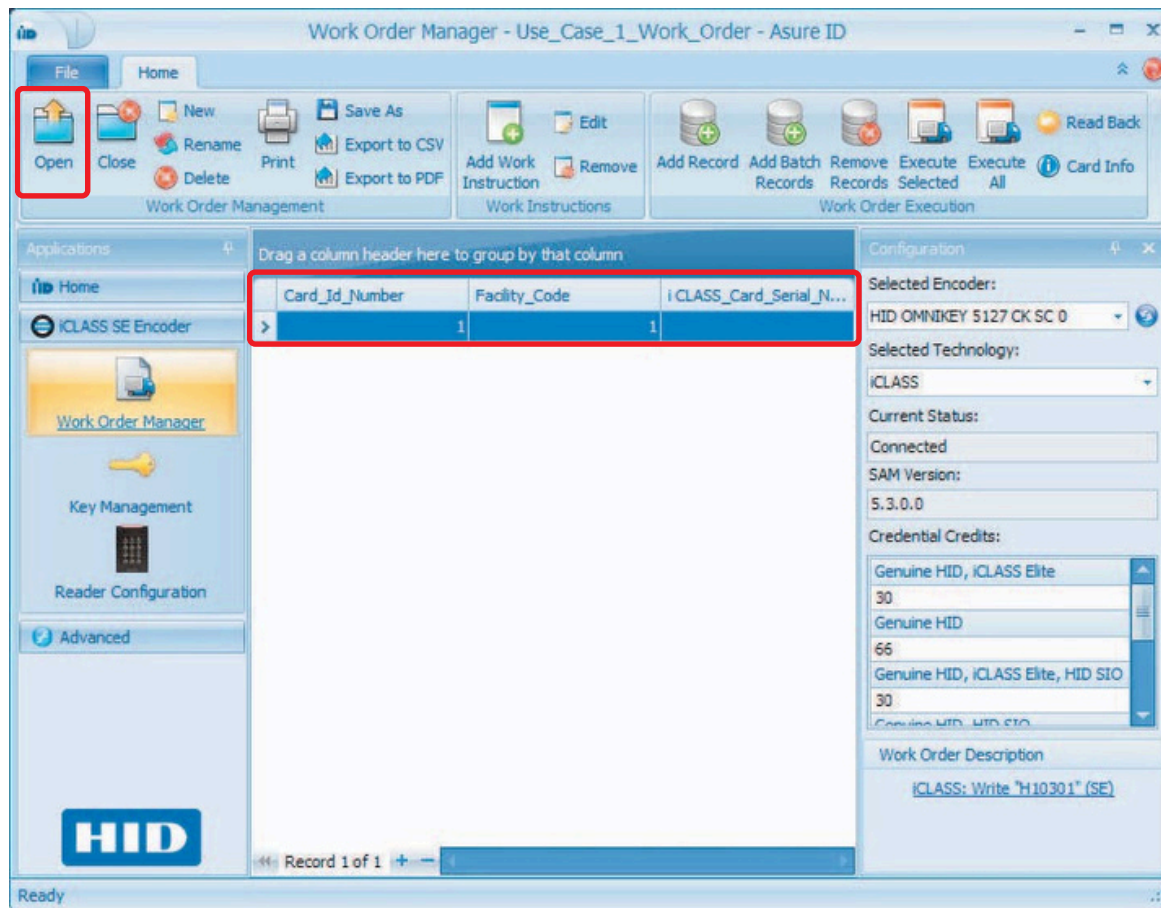 Work Order Manager - Use_Case_1_Work_Order - Asure ID
File Home
Open Close New Rename Delete Print Save As Export to CSV Export to PDF
Work Order Management
Add Work Instruction Edit Remove
Work Instructions
Add Record Add Batch Records Remove Records Execute Selected Execute All Read Back Card Info
Work Order Execution
Applications
Home
iCLASS SE Encoder
Work Order Manager
Key Management
Reader Configuration
Advanced
HID
Drag a column header here to group by that column
Card_Id_Number Facility_Code iCLASS_Card_Serial_N...
1 1
Record 1 of 1
Configuration
Selected Encoder:
HID OMNIKEY 5127 CK SC 0
Selected Technology:
iCLASS
Current Status:
Connected
SAM Version:
5.3.0.0
Credential Credits:
Genuine HID, iCLASS Elite
30
Genuine HID
66
Genuine HID, iCLASS Elite, HID SIO
30
Genuine HID, HID SIO
Work Order Description
iCLASS: Write "H10301" (SE)
Ready